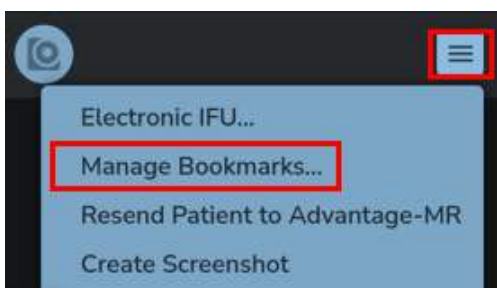 Electronic IFU...
Manage Bookmarks...
Resend Patient to Advantage-MR
Create Screenshot